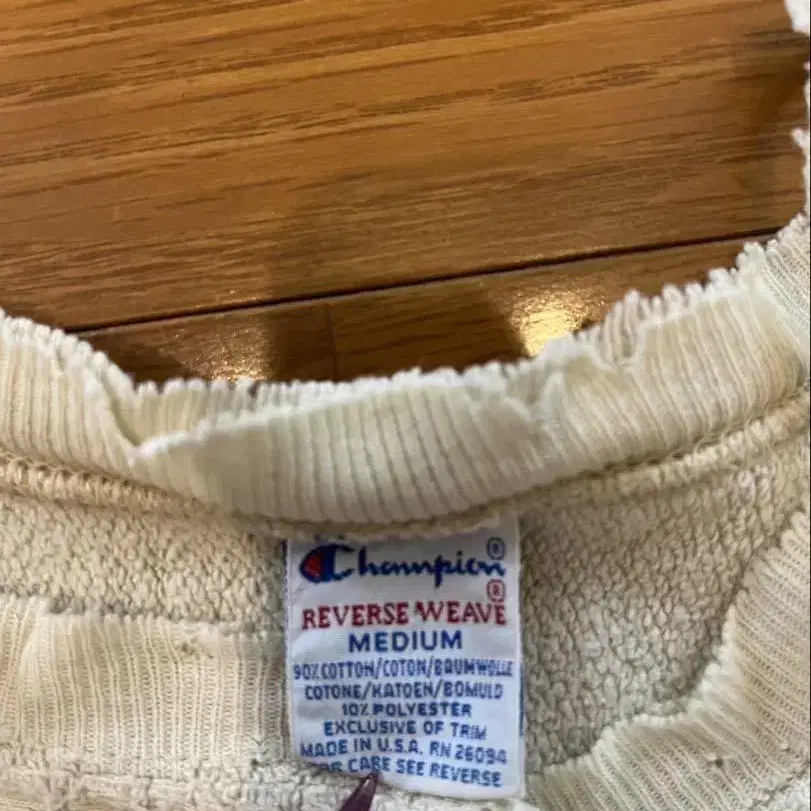 Champion®
REVERSE WEAVE®
MEDIUM
90% COTTON/COTON/BAUMWOLLE
COTONE/KATOEN/BOMULD
10% POLYESTER
EXCLUSIVE OF TRIM
MADE IN U.S.A. RN 26094
FOR CARE SEE REVERSE